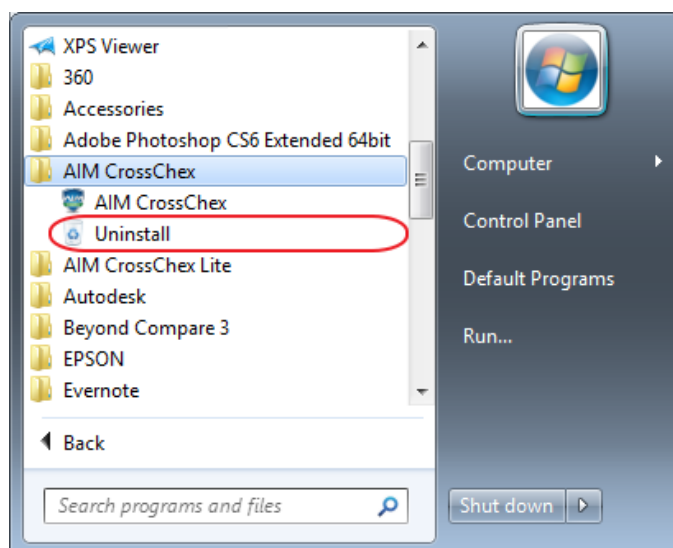 XPS Viewer
360
Accessories
Adobe Photoshop CS6 Extended 64bit
AIM CrossChex
AIM CrossChex
Uninstall
AIM CrossChex Lite
Autodesk
Beyond Compare 3
EPSON
Evernote
Back
Search programs and files
Computer
Control Panel
Default Programs
Run...
Shut down